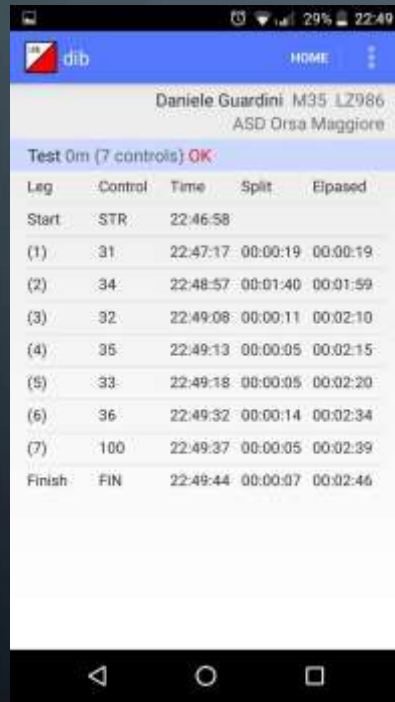 29% 22:49
dib HOME
Daniele Guardini M35 LZ986
ASD Orsa Maggiore
Test 0m (7 controls) OK
Leg Control Time Split Elpased
Start STR 22:46:58
(1) 31 22:47:17 00:00:19 00:00:19
(2) 34 22:48:57 00:01:40 00:01:59
(3) 32 22:49:08 00:00:11 00:02:10
(4) 35 22:49:13 00:00:05 00:02:15
(5) 33 22:49:18 00:00:05 00:02:20
(6) 36 22:49:32 00:00:14 00:02:34
(7) 100 22:49:37 00:00:05 00:02:39
Finish FIN 22:49:44 00:00:07 00:02:46